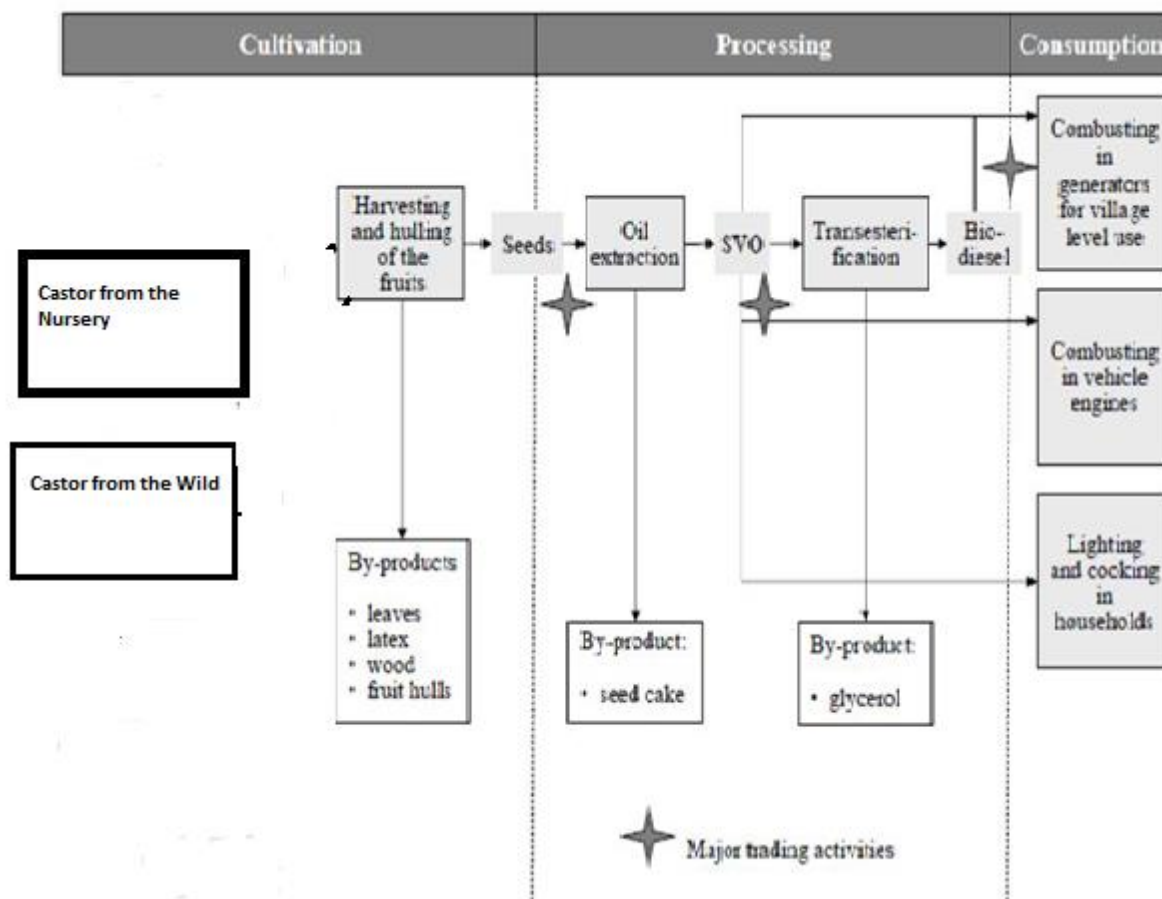 Cultivation
Processing
Consumption
Castor from the
Nursery
Castor from the Wild
Harvesting
and hulling
of the
fruits
Seeds
Oil
extraction
SVO
Transesteri-
fication
Bio-
diesel
Combusting
in
generators
for village
level use
Combusting
in vehicle
engines
Lighting
and cooking
in
households
By-products
• leaves
• latex
• wood
• fruit hulls
By-product:
• seed cake
By-product:
• glycerol
Major trading activities